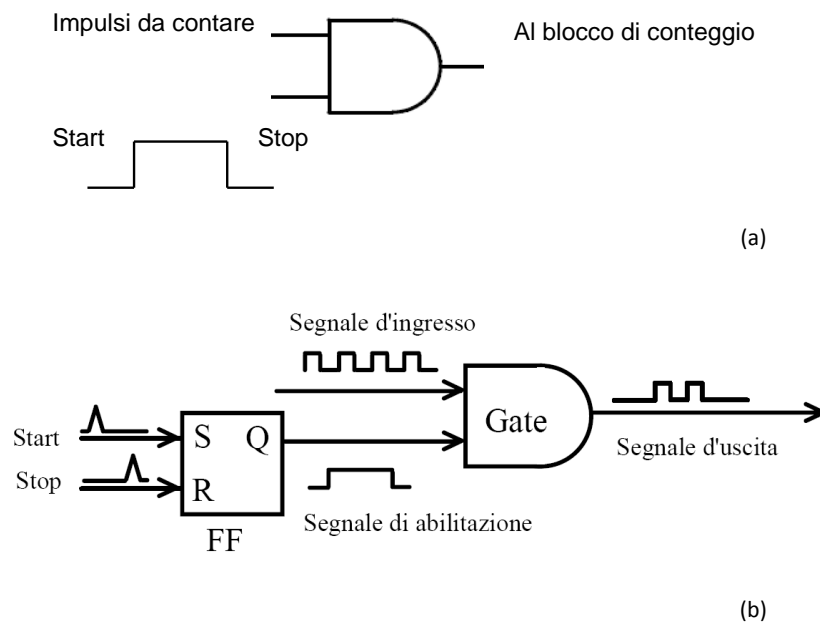 Impulsi da contare
Al blocco di conteggio
Start
Stop
(a)
Segnale d'ingresso
Start
S
Q
Gate
Segnale d'uscita
Stop
R
Segnale di abilitazione
FF
(b)